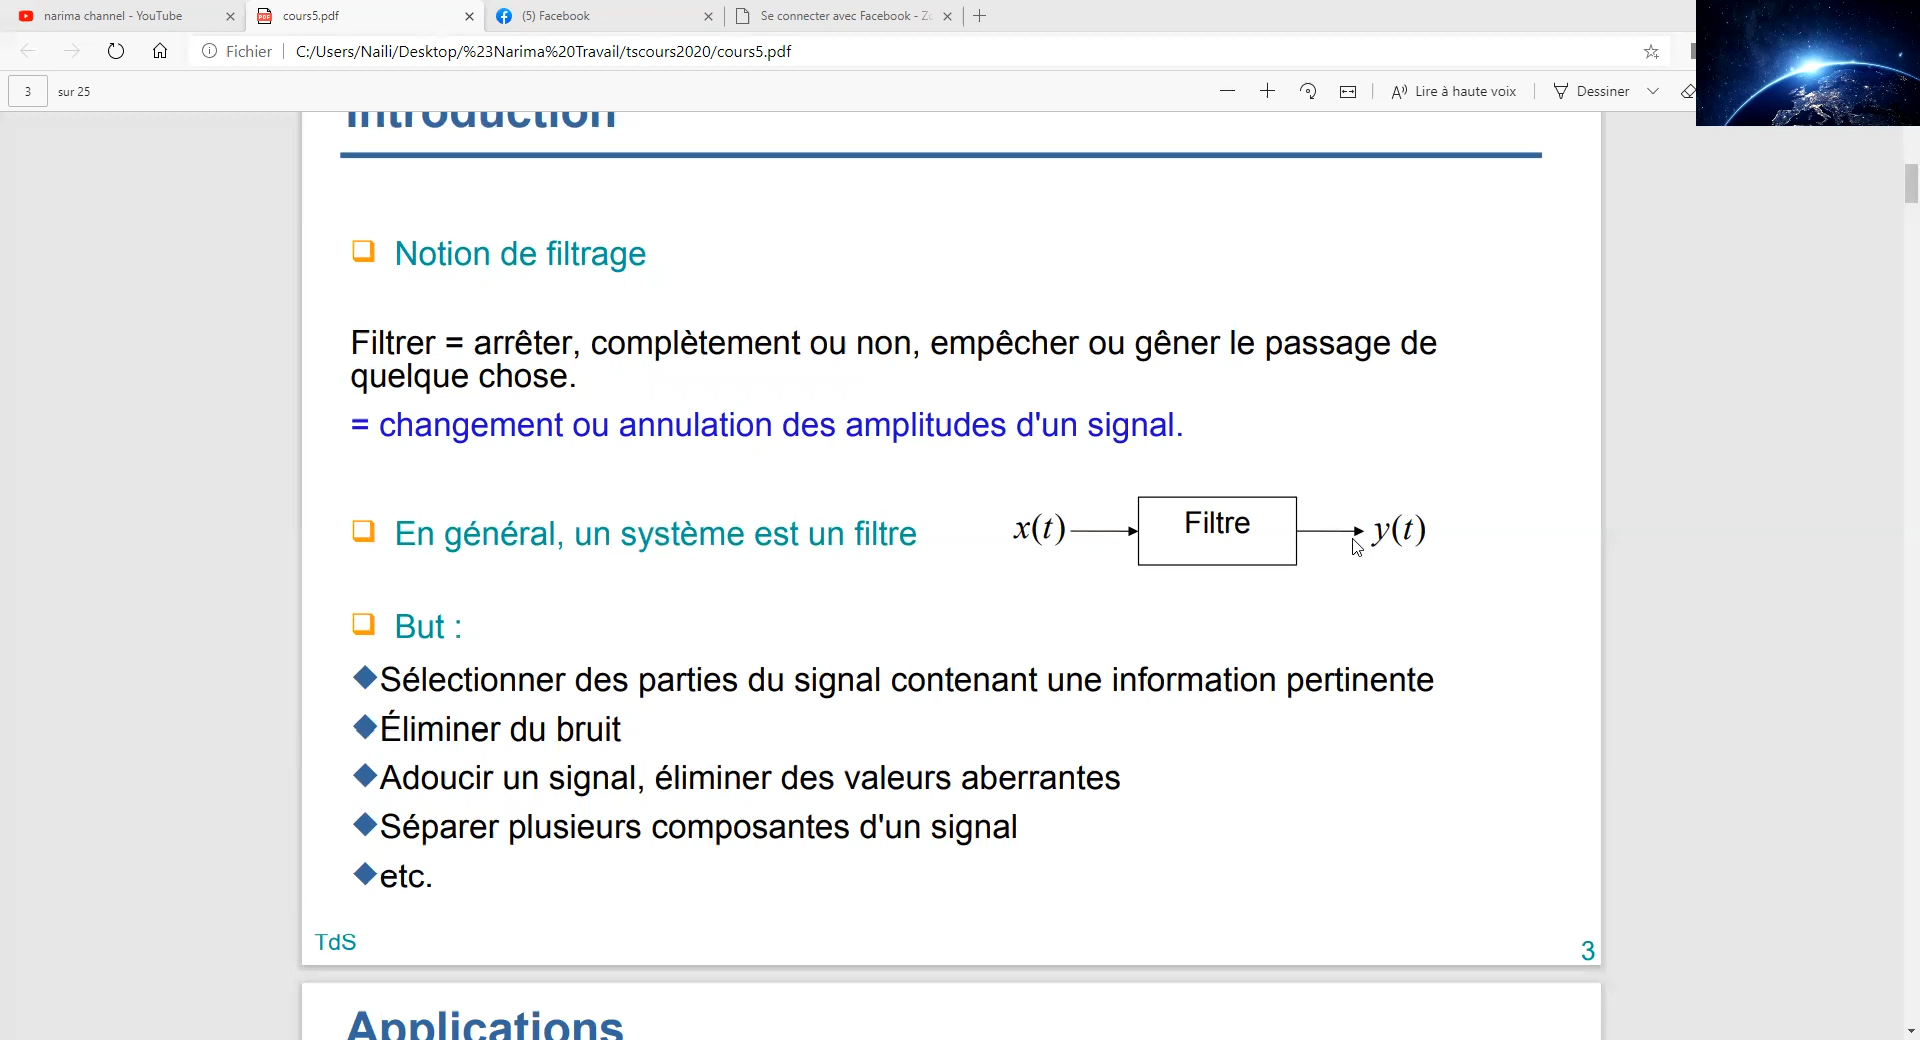 narima channel - YouTube
cours5.pdf
(5) Facebook
Se connecter avec Facebook - Zo
Fichier
C:/Users/Naili/Desktop/%23Narima%20Travail/tscours2020/cours5.pdf
3 sur 25
Lire à haute voix
Dessiner
Introduction
Notion de filtrage
Filtrer = arrêter, complètement ou non, empêcher ou gêner le passage de
quelque chose.
= changement ou annulation des amplitudes d'un signal.
En général, un système est un filtre
x(t) Filtre y(t)
But :
Sélectionner des parties du signal contenant une information pertinente
Éliminer du bruit
Adoucir un signal, éliminer des valeurs aberrantes
Séparer plusieurs composantes d'un signal
etc.
TdS
3
Applications